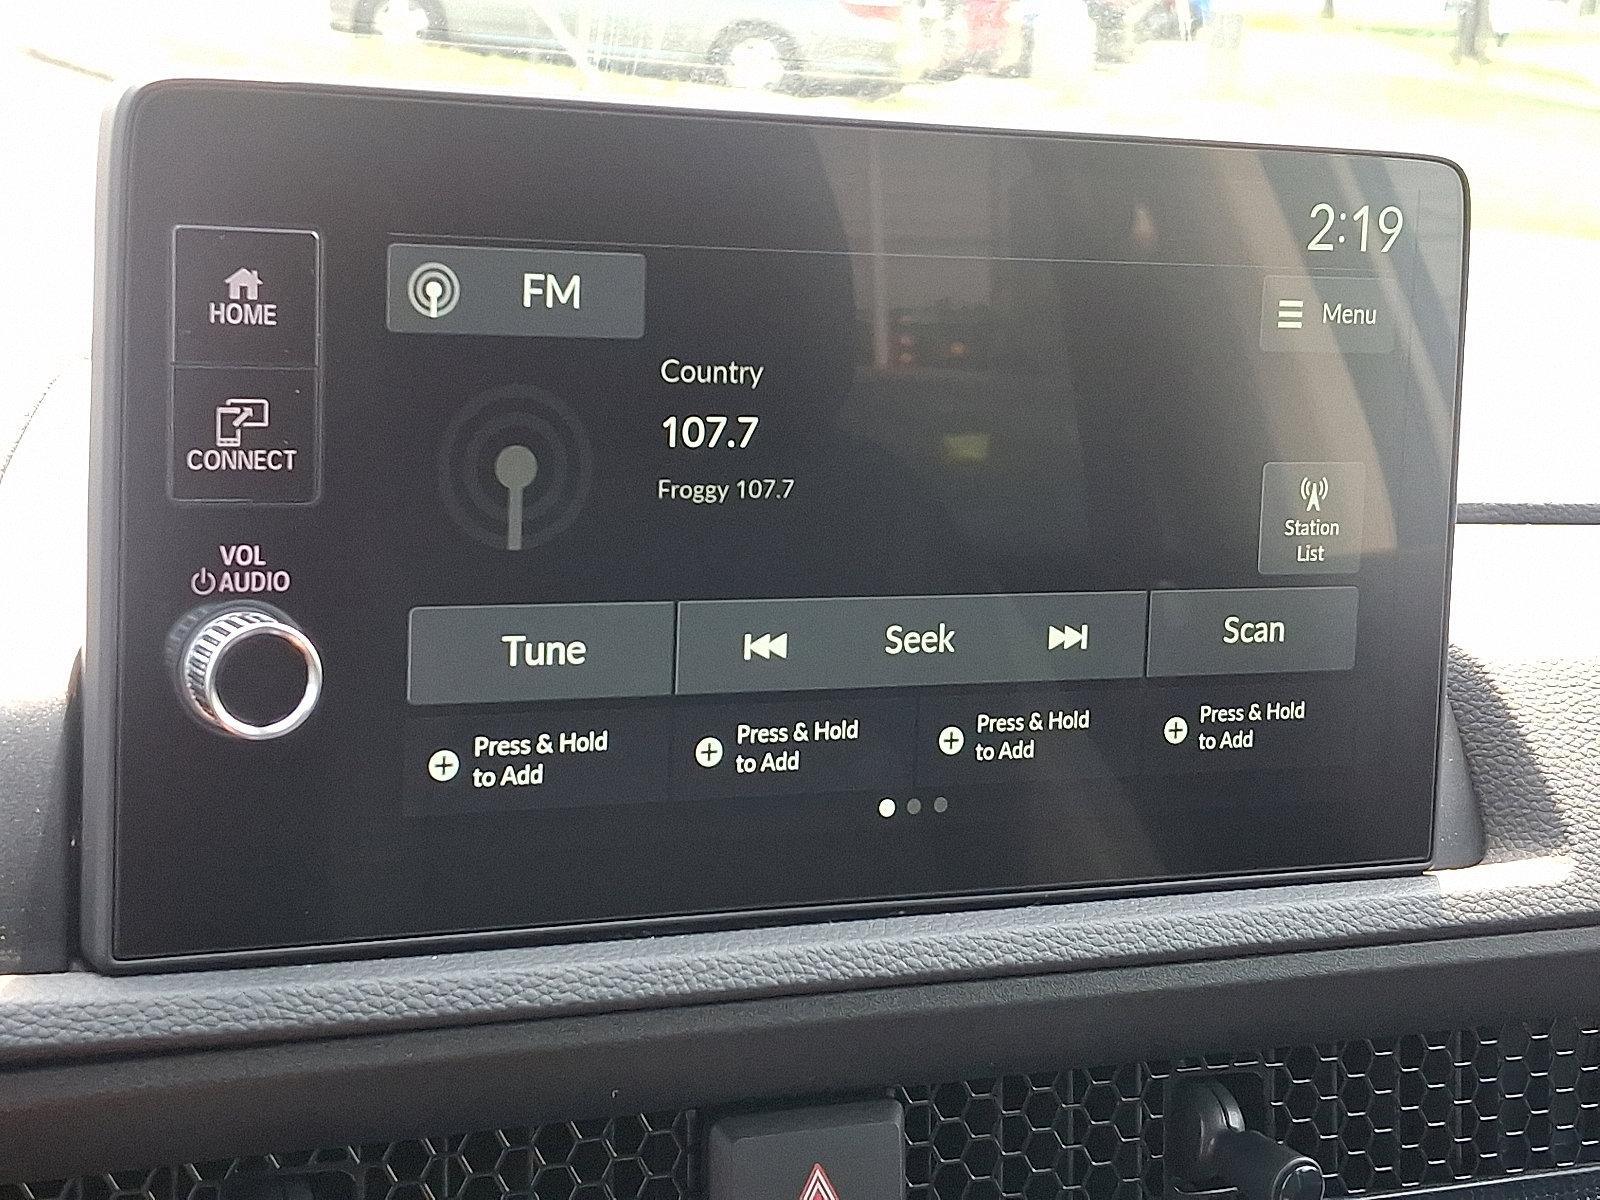 2:19
HOME
FM
Menu
Country
107.7
CONNECT
Froggy 107.7
Station
List
VOL
AUDIO
Tune
Seek
Scan
Press & Hold
to Add
Press & Hold
to Add
Press & Hold
to Add
Press & Hold
to Add